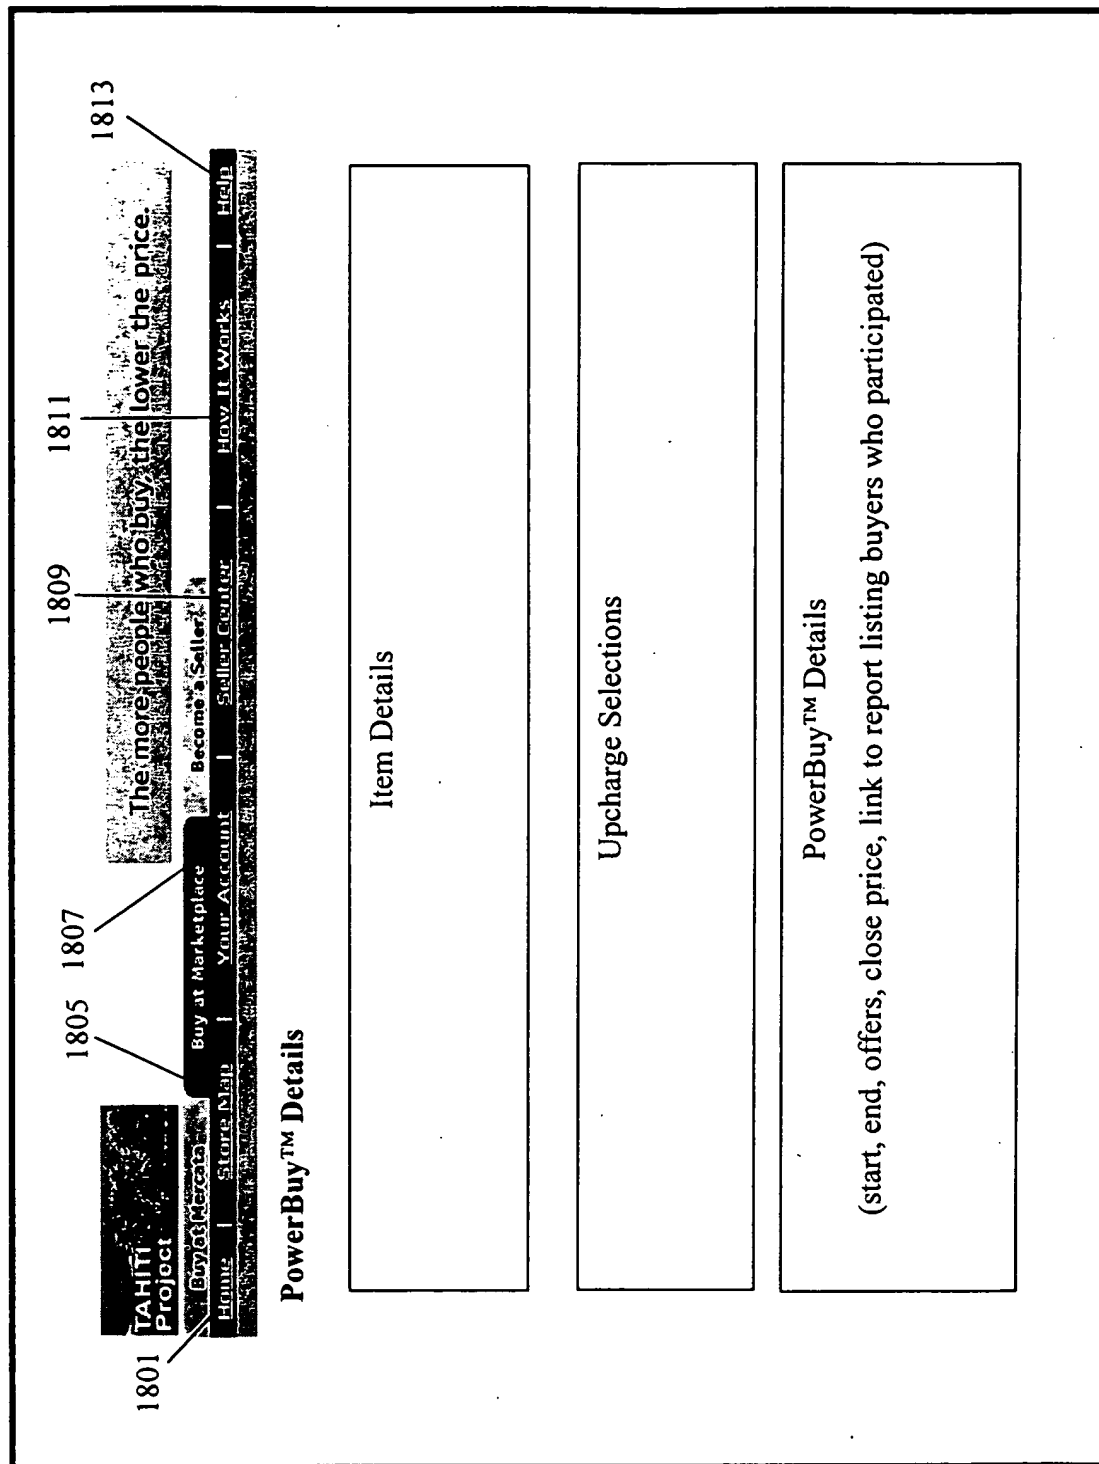 1801
1805
1807
1809
1811
1813
TAHITI
Project
The more people who buy, the lower the price.
Buy at Mercata
Buy at Marketplace
Become a Seller
Home | Store Map | Your Account | Seller Center | How It Works | Help
PowerBuy™ Details
Item Details
Upcharge Selections
PowerBuy™ Details
(start, end, offers, close price, link to report listing buyers who participated)